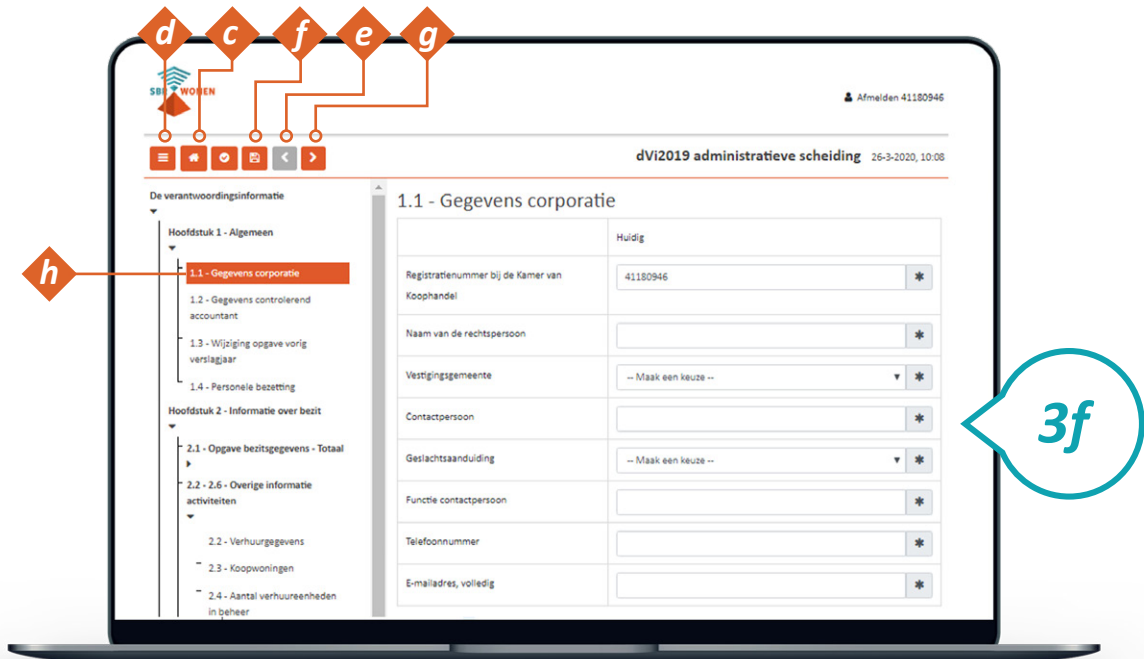 d c f e g
SBR WONEN
Afmelden 41180946
dVi2019 administratieve scheiding 26-3-2020, 10:08
De verantwoordingsinformatie
Hoofdstuk 1 - Algemeen
h
1.1 - Gegevens corporatie
1.2 - Gegevens controlerend
accountant
1.3 - Wijziging opgave vorig
verslagjaar
1.4 - Personele bezetting
Hoofdstuk 2 - Informatie over bezit
2.1 - Opgave bezitsgegevens - Totaal
2.2 - 2.6 - Overige informatie
activiteiten
2.2 - Verhuurgegevens
2.3 - Koopwoningen
2.4 - Aantal verhuureenheden
in beheer
1.1 - Gegevens corporatie
Huidig
Registratienummer bij de Kamer van
Koophandel
41180946 ✱
Naam van de rechtspersoon ✱
Vestigingsgemeente -- Maak een keuze -- ✱
Contactpersoon ✱
Geslachtsaanduiding -- Maak een keuze -- ✱
Functie contactpersoon ✱
Telefoonnummer ✱
E-mailadres, volledig ✱
3f